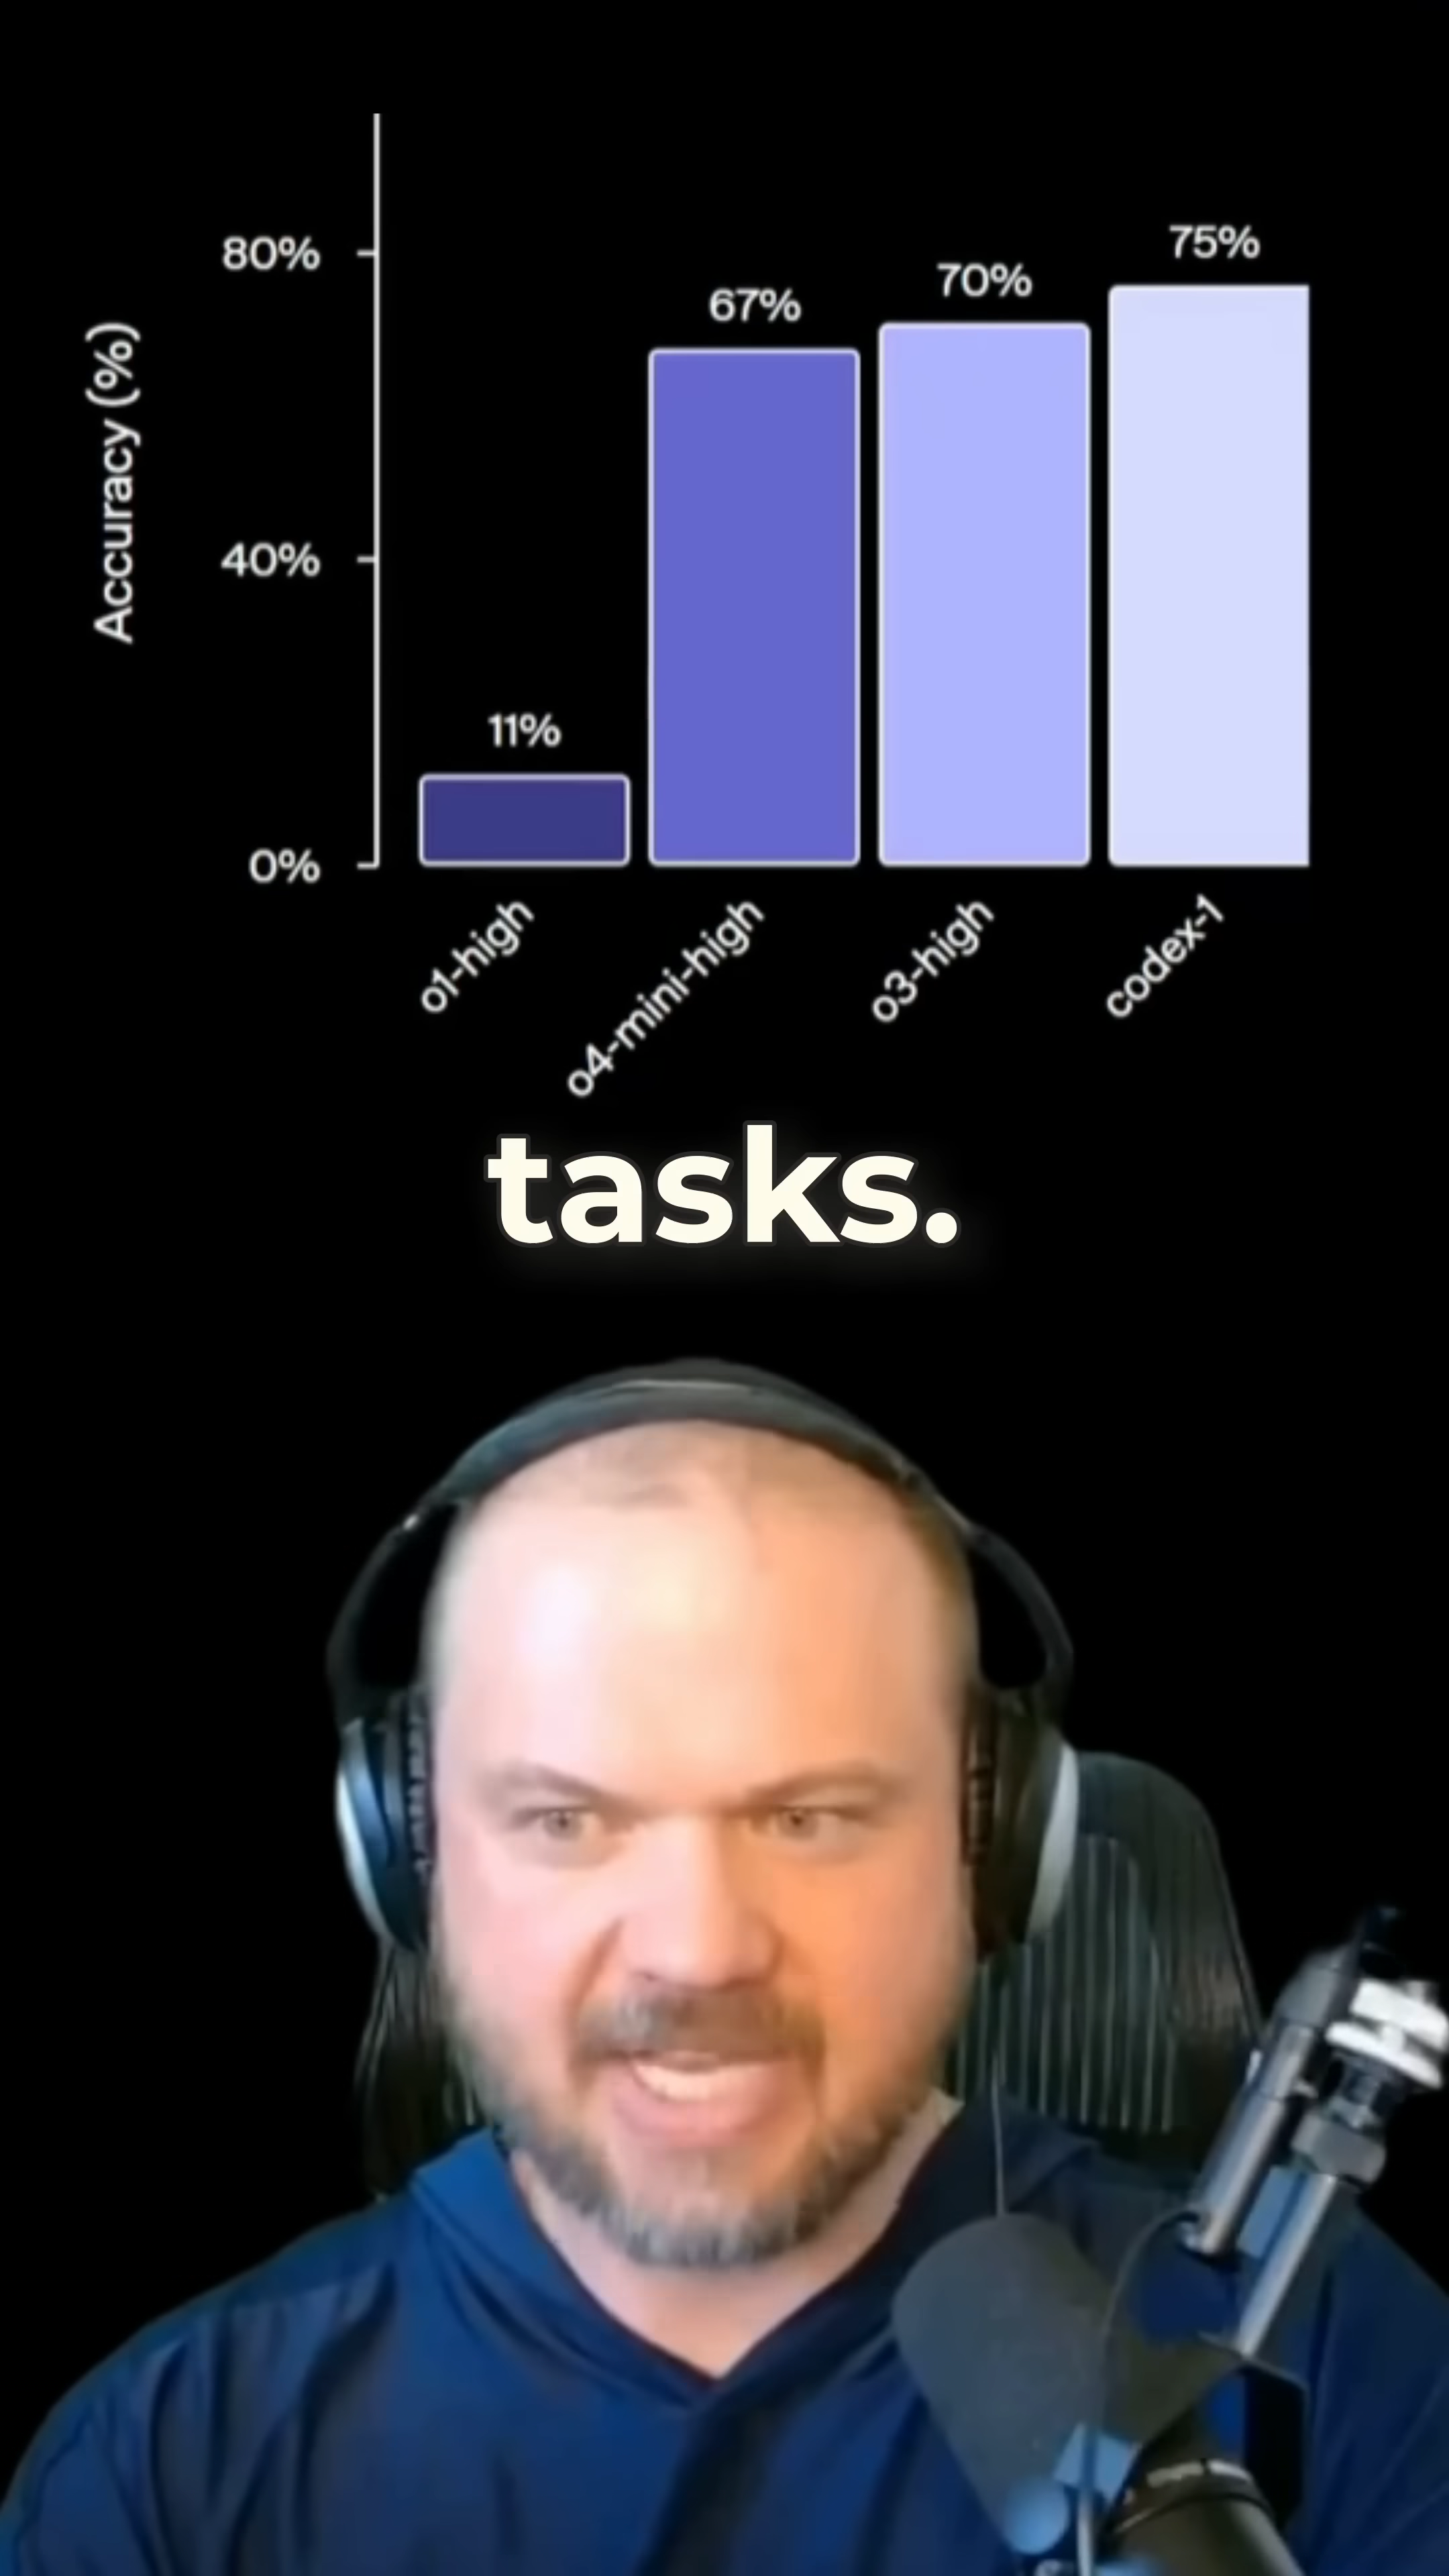 Accuracy (%)
80%
40%
0%
11%
67%
70%
75%
o1-high
o4-mini-high
o3-high
codex-1
tasks.